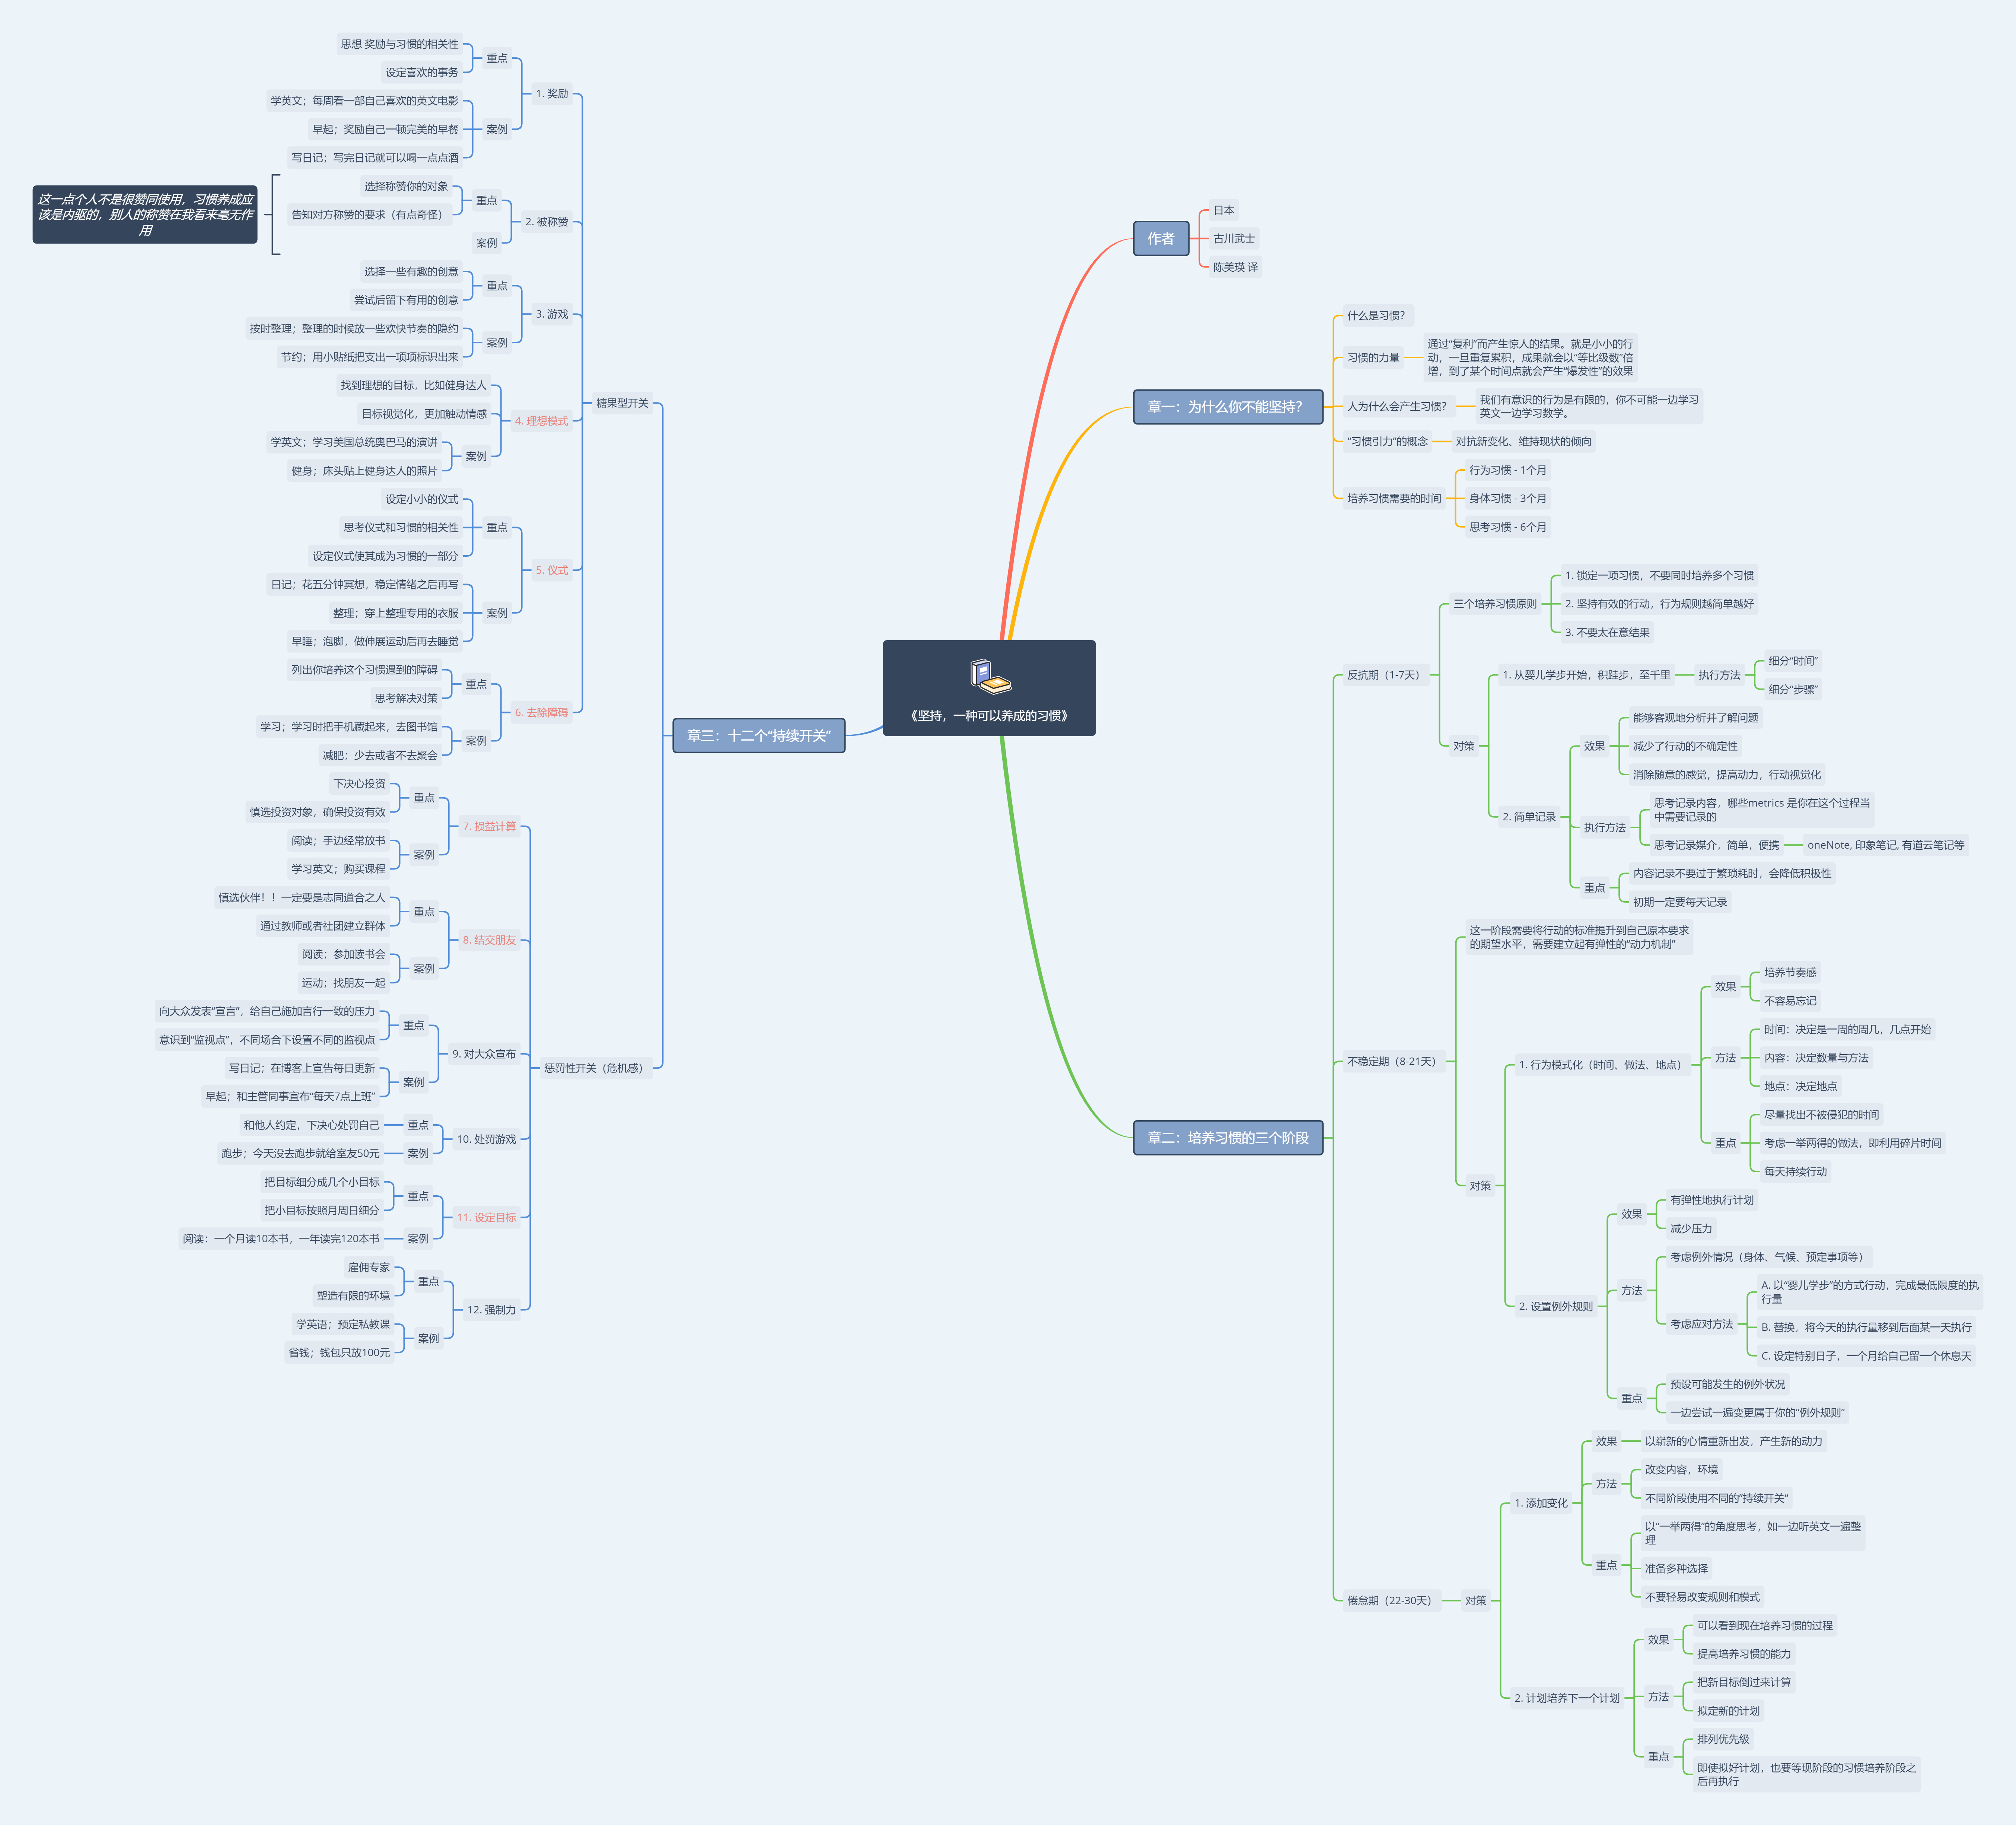 《坚持，一种可以养成的习惯》
作者
日本
古川武士
陈美瑛 译
章一：为什么你不能坚持？
什么是习惯？
习惯的力量
通过“复利”而产生惊人的结果。就是小小的行
动，一旦重复累积，成果就会以“等比级数”倍
增，到了某个时间点就会产生“爆发性”的效果
人为什么会产生习惯？
我们有意识的行为是有限的，你不可能一边学习
英文一边学习数学。
“习惯引力”的概念
对抗新变化、维持现状的倾向
培养习惯需要的时间
行为习惯 - 1个月
身体习惯 - 3个月
思考习惯 - 6个月
章二：培养习惯的三个阶段
反抗期（1-7天）
三个培养习惯原则
1. 锁定一项习惯，不要同时培养多个习惯
2. 坚持有效的行动，行为规则越简单越好
3. 不要太在意结果
对策
1. 从婴儿学步开始，积跬步，至千里
执行方法
细分“时间”
细分“步骤”
2. 简单记录
效果
能够客观地分析并了解问题
减少了行动的不确定性
消除随意的感觉，提高动力，行动视觉化
执行方法
思考记录内容，哪些metrics 是你在这个过程当
中需要记录的
思考记录媒介，简单，便携
oneNote, 印象笔记, 有道云笔记等
重点
内容记录不要过于繁琐耗时，会降低积极性
初期一定要每天记录
不稳定期（8-21天）
这一阶段需要将行动的标准提升到自己原本要求
的期望水平，需要建立起有弹性的“动力机制”
对策
1. 行为模式化（时间、做法、地点）
效果
培养节奏感
不容易忘记
方法
时间：决定是一周的周几，几点开始
内容：决定数量与方法
地点：决定地点
重点
尽量找出不被侵犯的时间
考虑一举两得的做法，即利用碎片时间
每天持续行动
2. 设置例外规则
效果
有弹性地执行计划
减少压力
方法
考虑例外情况（身体、气候、预定事项等）
考虑应对方法
A. 以“婴儿学步”的方式行动，完成最低限度的执
行量
B. 替换，将今天的执行量移到后面某一天执行
C. 设定特别日子，一个月给自己留一个休息天
重点
预设可能发生的例外状况
一边尝试一遍变更属于你的“例外规则”
倦怠期（22-30天）
对策
1. 添加变化
效果
以崭新的心情重新出发，产生新的动力
方法
改变内容，环境
不同阶段使用不同的“持续开关“
重点
以“一举两得”的角度思考，如一边听英文一遍整
理
准备多种选择
不要轻易改变规则和模式
2. 计划培养下一个计划
效果
可以看到现在培养习惯的过程
提高培养习惯的能力
方法
把新目标倒过来计算
拟定新的计划
重点
排列优先级
即使拟好计划，也要等现阶段的习惯培养阶段之
后再执行
章三：十二个“持续开关”
糖果型开关
1. 奖励
重点
思想 奖励与习惯的相关性
设定喜欢的事务
案例
学英文；每周看一部自己喜欢的英文电影
早起；奖励自己一顿完美的早餐
写日记；写完日记就可以喝一点点酒
2. 被称赞
重点
选择称赞你的对象
告知对方称赞的要求（有点奇怪）
案例
这一点个人不是很赞同使用，习惯养成应
该是内驱的，别人的称赞在我看来毫无作
用
3. 游戏
重点
选择一些有趣的创意
尝试后留下有用的创意
案例
按时整理；整理的时候放一些欢快节奏的隐约
节约；用小贴纸把支出一项项标识出来
4. 理想模式
找到理想的目标，比如健身达人
目标视觉化，更加触动情感
案例
学英文；学习美国总统奥巴马的演讲
健身；床头贴上健身达人的照片
5. 仪式
重点
设定小小的仪式
思考仪式和习惯的相关性
设定仪式使其成为习惯的一部分
案例
日记；花五分钟冥想，稳定情绪之后再写
整理；穿上整理专用的衣服
早睡；泡脚，做伸展运动后再去睡觉
6. 去除障碍
重点
列出你培养这个习惯遇到的障碍
思考解决对策
案例
学习；学习时把手机藏起来，去图书馆
减肥；少去或者不去聚会
惩罚性开关（危机感）
7. 损益计算
重点
下决心投资
慎选投资对象，确保投资有效
案例
阅读；手边经常放书
学习英文；购买课程
8. 结交朋友
重点
慎选伙伴！！一定要是志同道合之人
通过教师或者社团建立群体
案例
阅读；参加读书会
运动；找朋友一起
9. 对大众宣布
重点
向大众发表“宣言”，给自己施加言行一致的压力
意识到“监视点”，不同场合下设置不同的监视点
案例
写日记；在博客上宣告每日更新
早起；和主管同事宣布“每天7点上班”
10. 处罚游戏
重点
和他人约定，下决心处罚自己
案例
跑步；今天没去跑步就给室友50元
11. 设定目标
重点
把目标细分成几个小目标
把小目标按照月周日细分
案例
阅读：一个月读10本书，一年读完120本书
12. 强制力
重点
雇佣专家
塑造有限的环境
案例
学英语；预定私教课
省钱；钱包只放100元